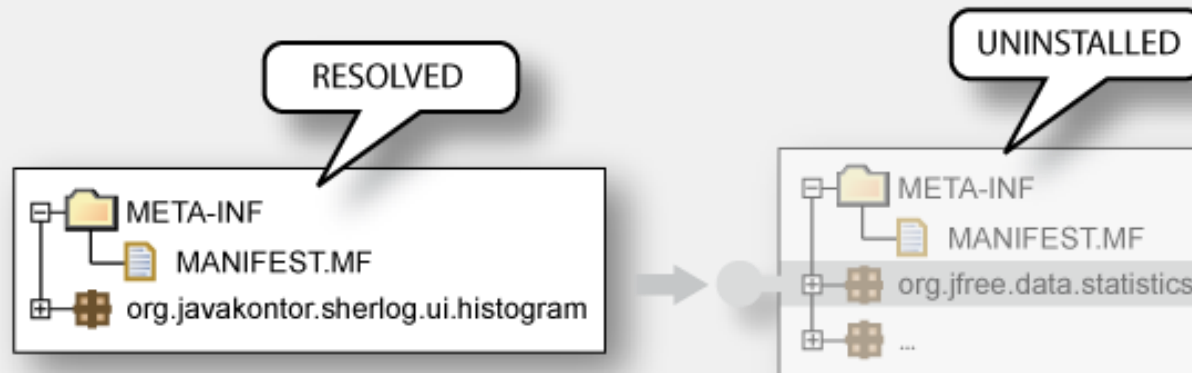 RESOLVED
META-INF
MANIFEST.MF
org.javakontor.sherlog.ui.histogram
UNINSTALLED
META-INF
MANIFEST.MF
org.jfree.data.statistics
...